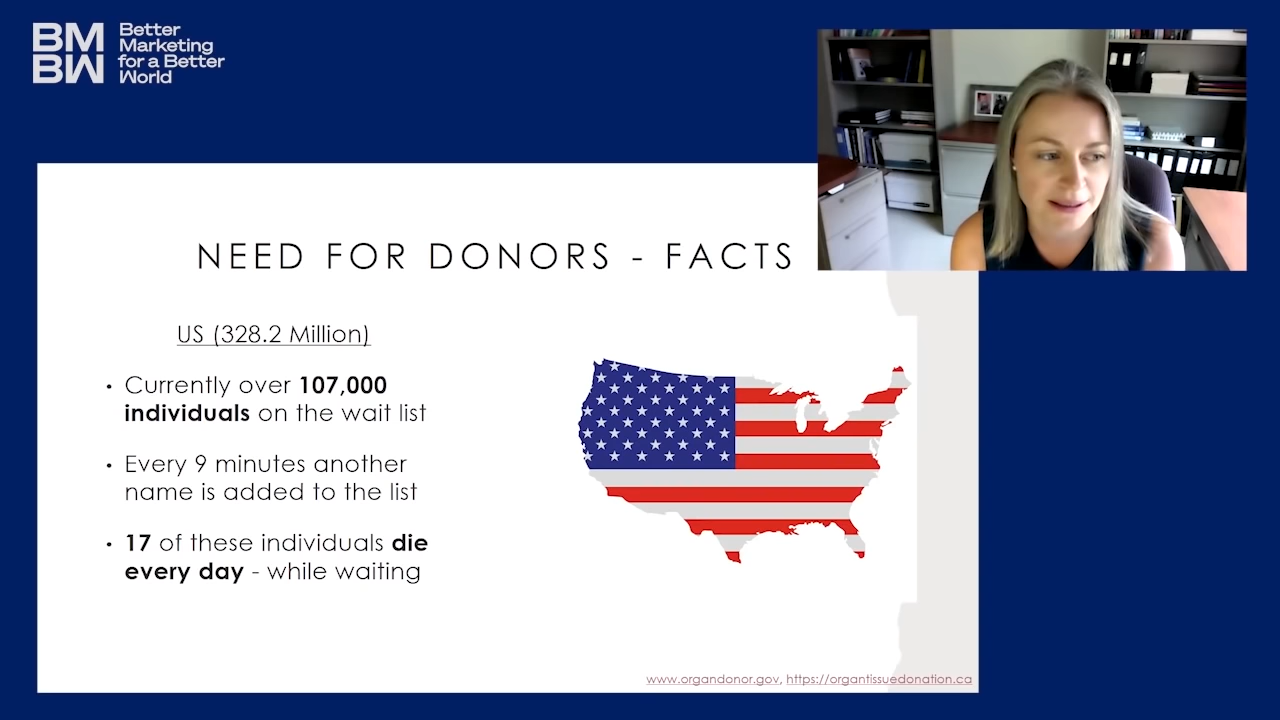 BM
BW
Better
Marketing
for a Better
World
NEED FOR DONORS - FACTS
US (328.2 Million)
• Currently over 107,000
individuals on the wait list
• Every 9 minutes another
name is added to the list
• 17 of these individuals die
every day - while waiting
www.organdonor.gov, https://organtissuedonation.ca